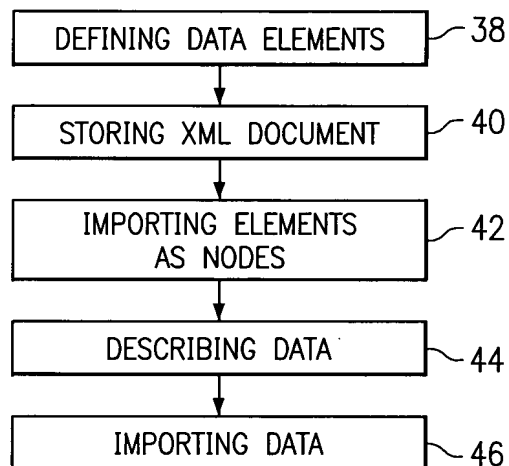 DEFINING DATA ELEMENTS 38
STORING XML DOCUMENT 40
IMPORTING ELEMENTS
AS NODES 42
DESCRIBING DATA 44
IMPORTING DATA 46